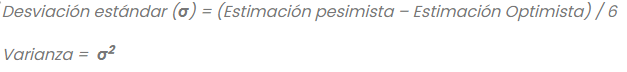 Desviación estándar (σ) = (Estimación pesimista – Estimación Optimista) / 6
Varianza = σ²